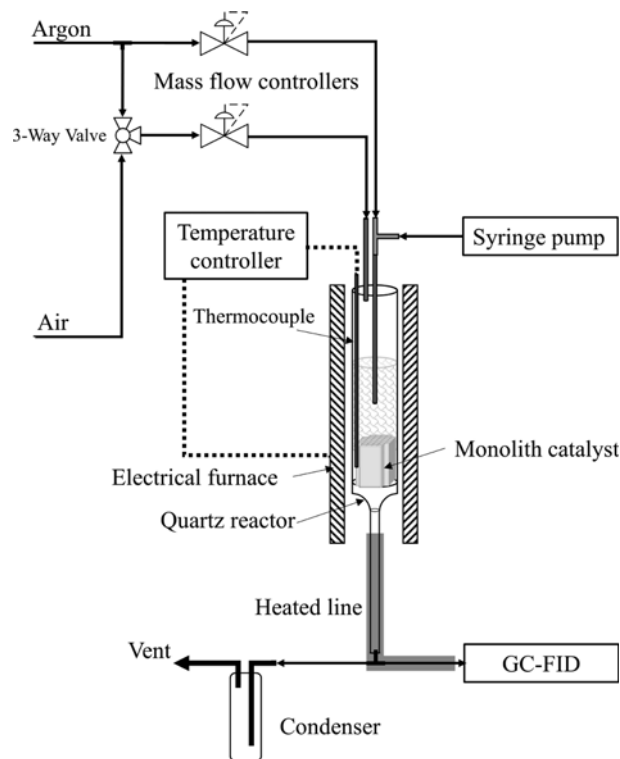 Argon
Mass flow controllers
3-Way Valve
Temperature
controller
Syringe pump
Air
Thermocouple
Monolith catalyst
Electrical furnace
Quartz reactor
Heated line
Vent
GC-FID
Condenser